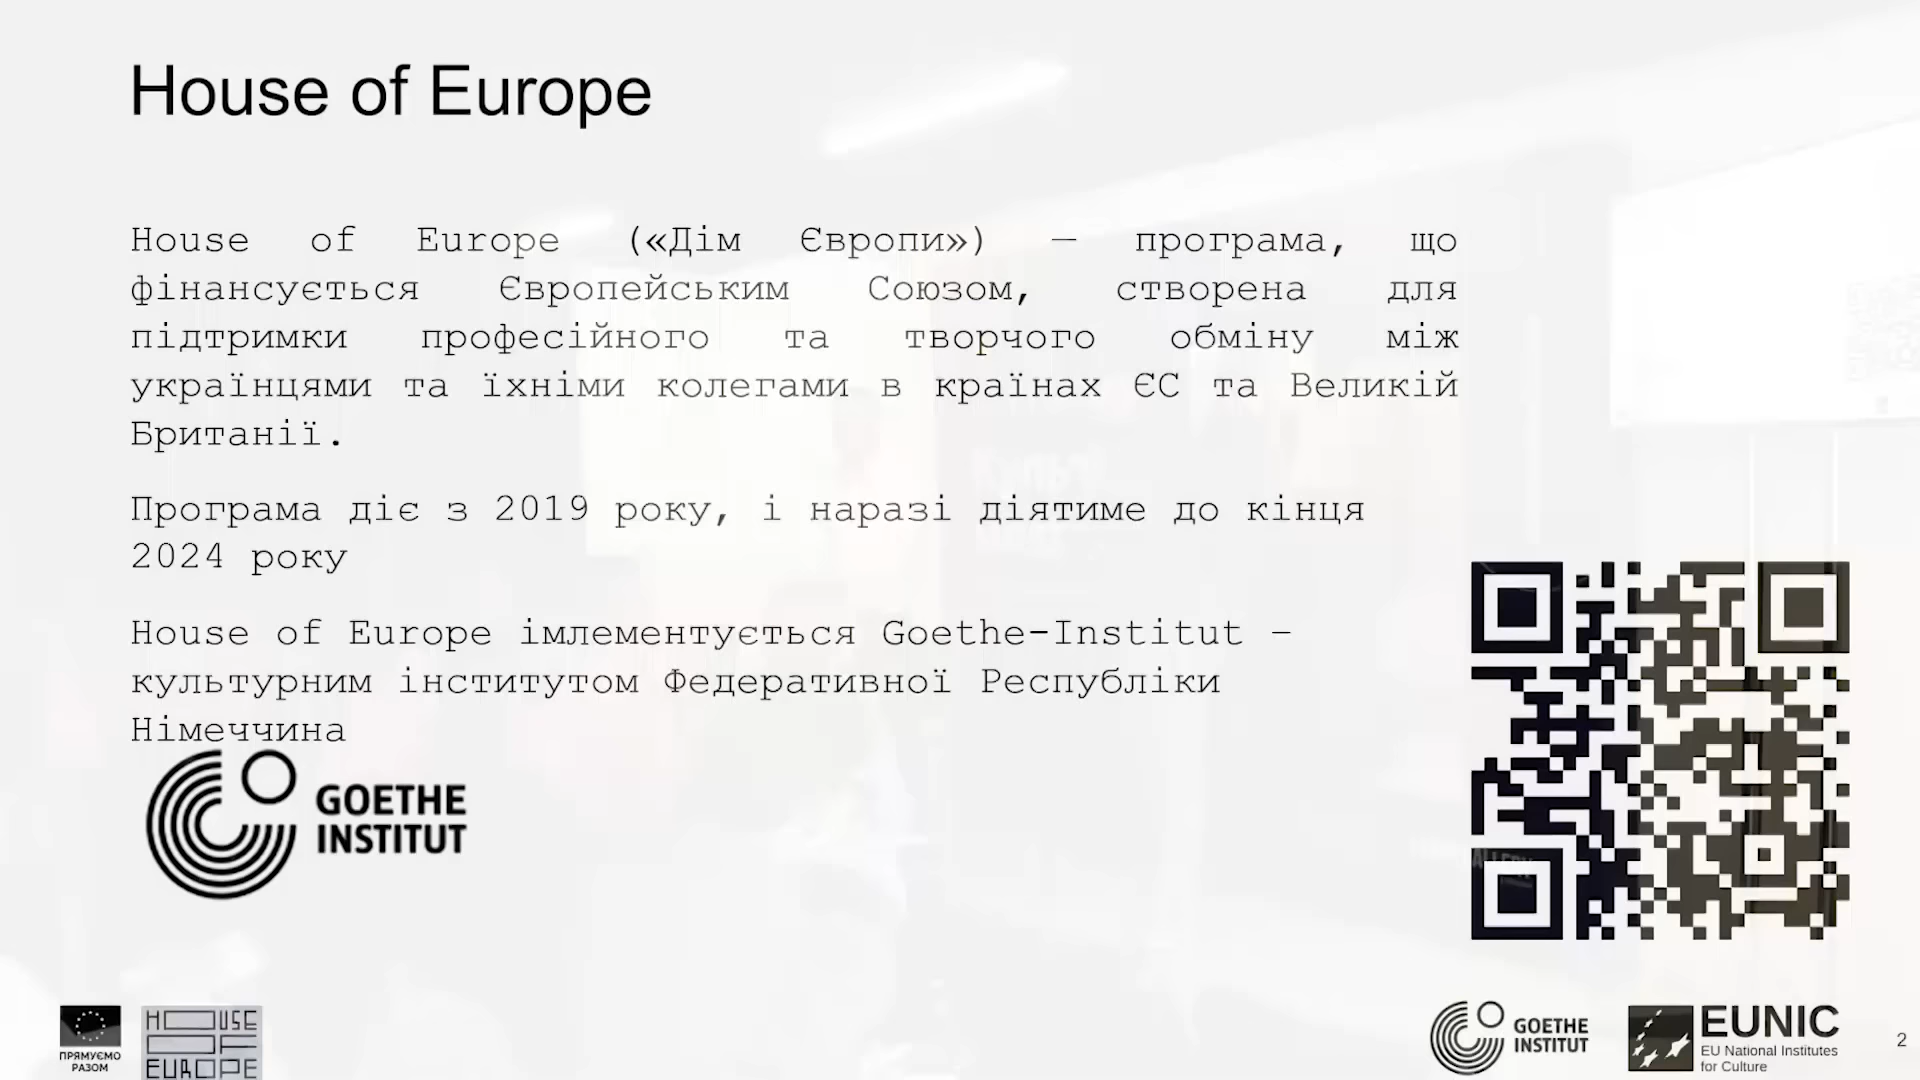 House of Europe
House of Europe («Дім Європи») — програма, що
фінансується Європейським Союзом, створена для
підтримки професійного та творчого обміну між
українцями та їхніми колегами в країнах ЄС та Великій
Британії.
Програма діє з 2019 року, і наразі діятиме до кінця
2024 року
House of Europe імлементується Goethe-Institut –
культурним інститутом Федеративної Республіки
Німеччина
GOETHE
INSTITUT
ПРЯМУЄМО
РАЗОМ
HOUSE
OF
EUROPE
GOETHE
INSTITUT
EUNIC
EU National Institutes
for Culture
2